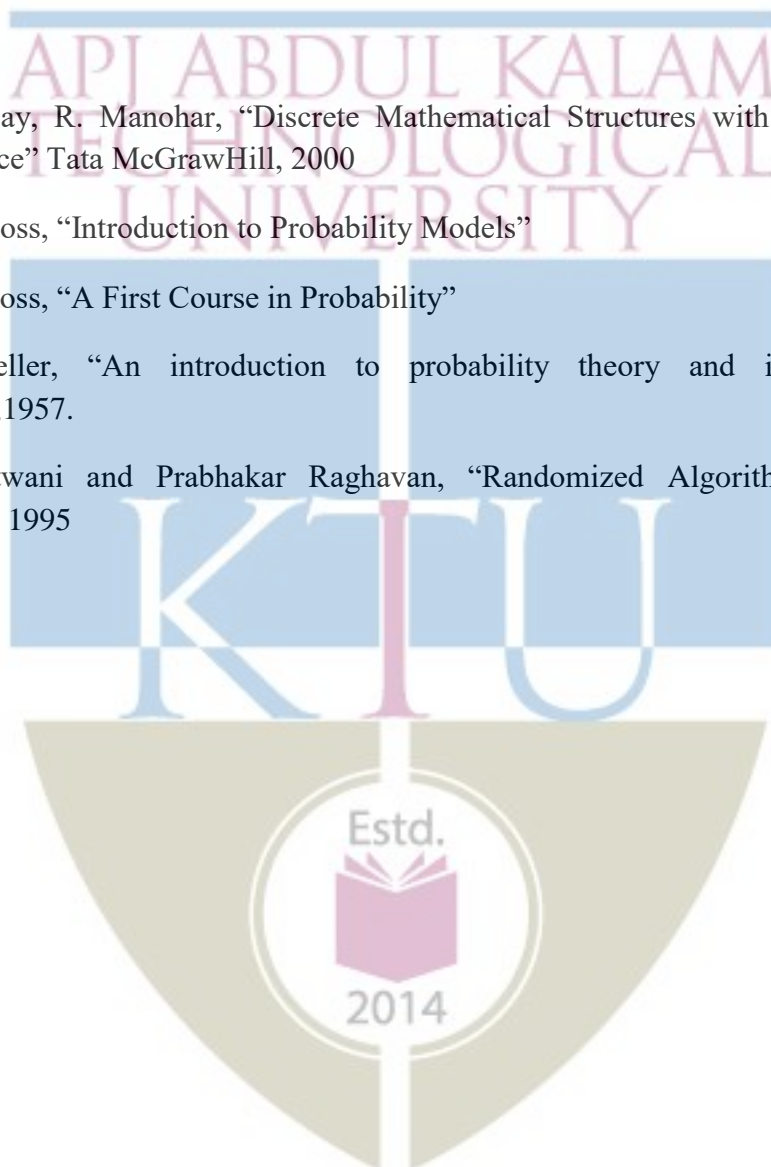 APJ ABDUL KALAM
ay, R. Manohar, “Discrete Mathematical Structures with
TECHNOLOGICAL
ce” Tata McGrawHill, 2000
UNIVERSITY
oss, “Introduction to Probability Models”
oss, “A First Course in Probability”
eller, “An introduction to probability theory and i
1957.
wani and Prabhakar Raghavan, “Randomized Algorith
1995
KTU
Estd.
2014